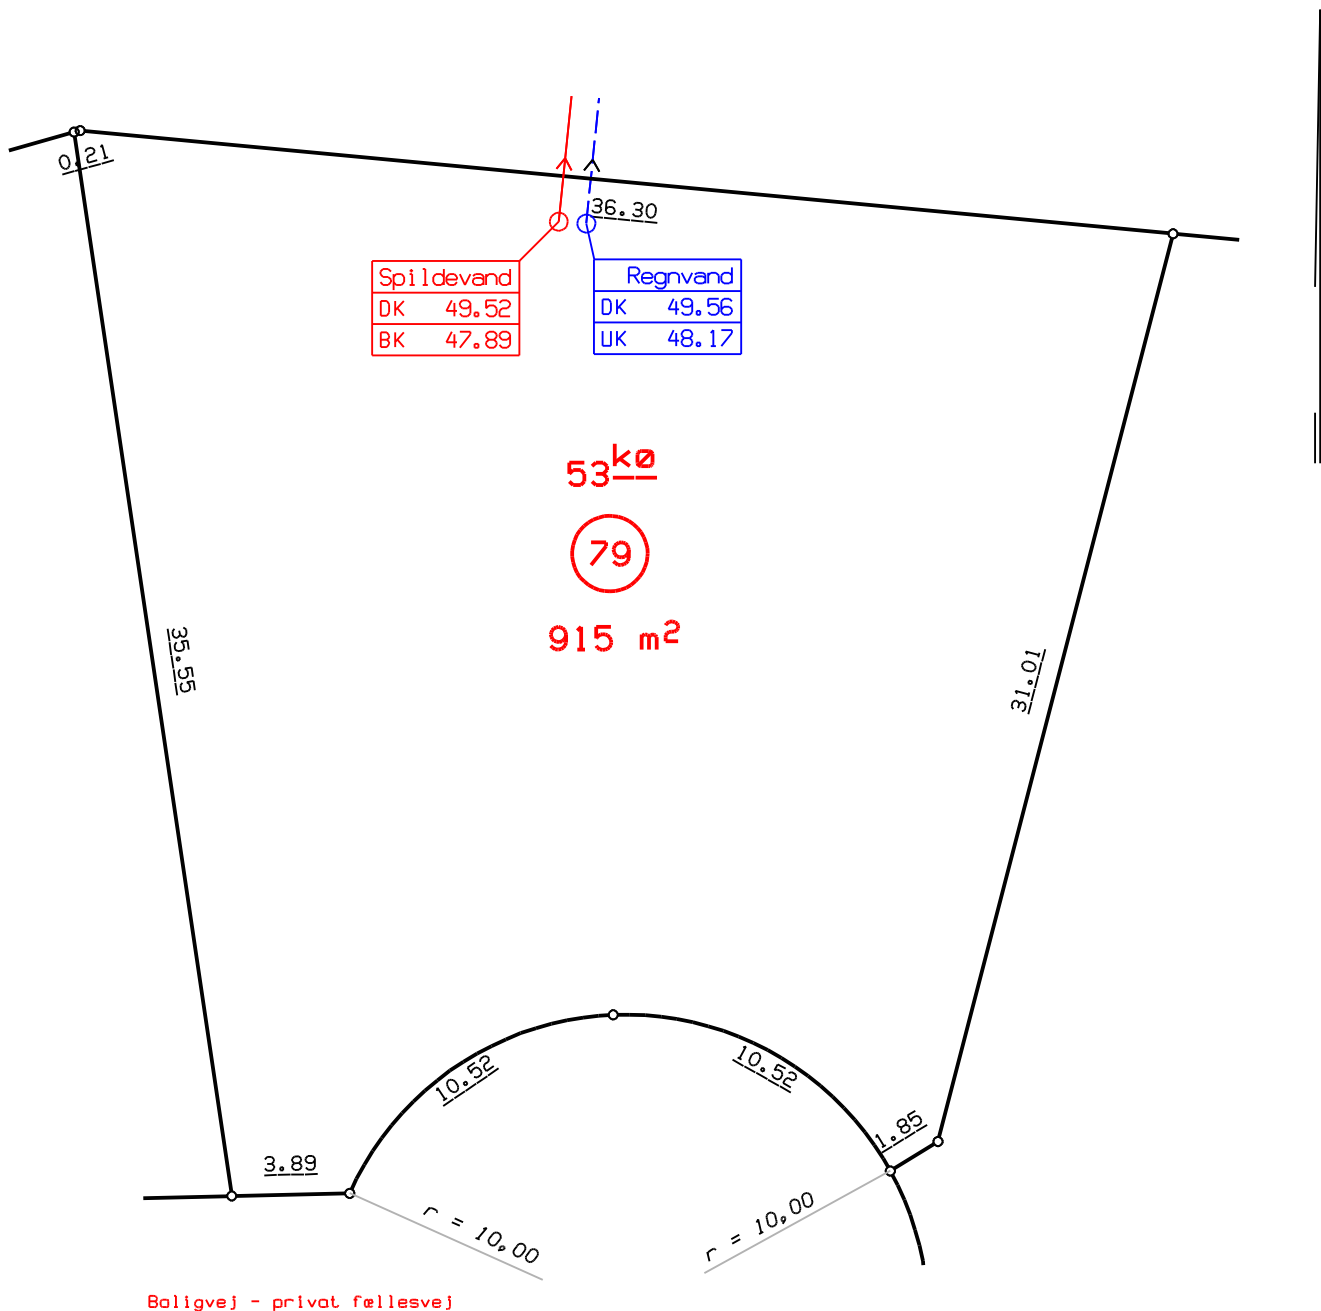 0.21
36.30
Spildevand
DK 49.52
BK 47.89
Regnvand
DK 49.56
UK 48.17
53kø
79
915 m²
35.55
31.01
10.52
10.52
1.85
3.89
r = 10,00
r = 10,00
Boligvej - privat fællesvej